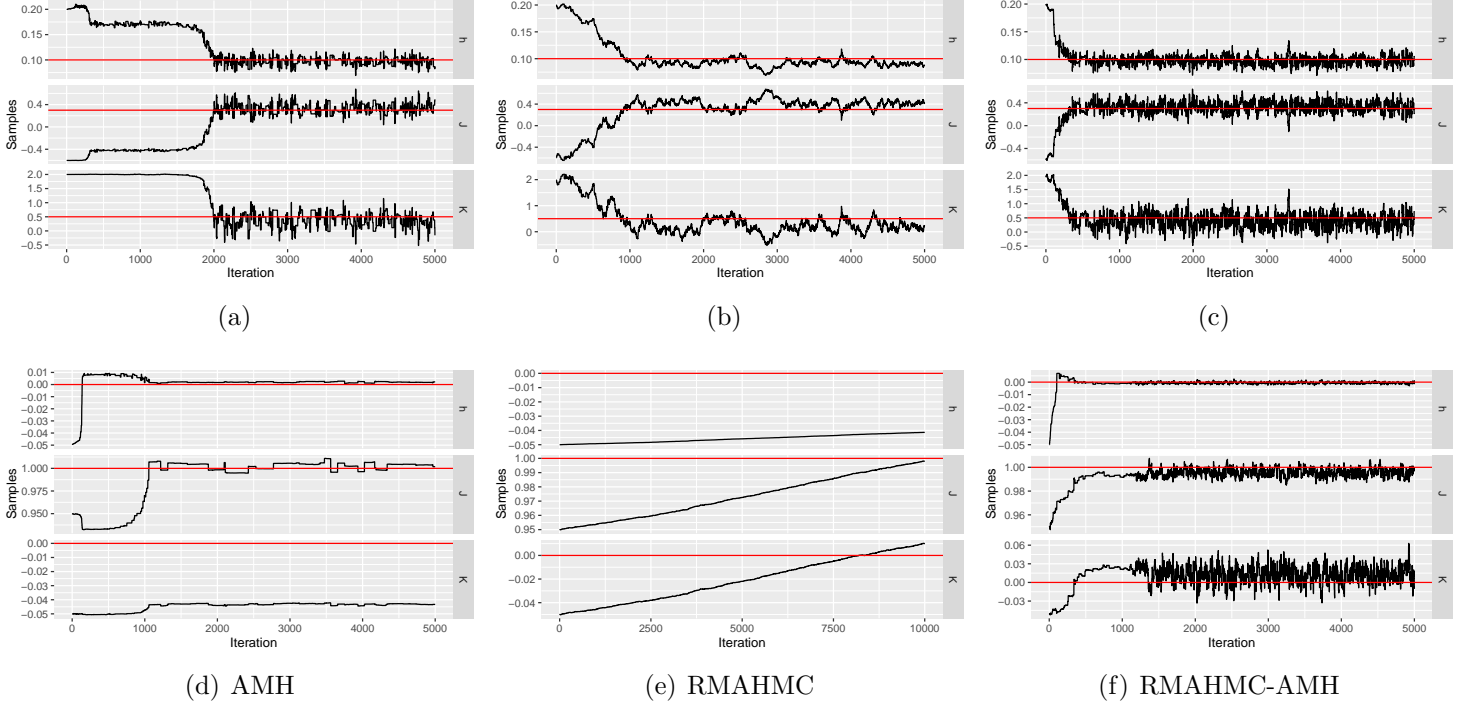 0.20
0.15
0.10
h
0.4
0.0
−0.4
J
2.0
1.5
1.0
0.5
0.0
−0.5
K
Samples
0 1000 2000 3000 4000 5000
Iteration
(a)
0.20
0.15
0.10
h
0.4
0.0
−0.4
J
2
1
0
K
Samples
0 1000 2000 3000 4000 5000
Iteration
(b)
0.20
0.15
0.10
h
0.4
0.0
−0.4
J
2.0
1.5
1.0
0.5
0.0
−0.5
K
Samples
0 1000 2000 3000 4000 5000
Iteration
(c)
0.01
0.00
−0.01
−0.02
−0.03
−0.04
−0.05
h
1.000
0.975
0.950
J
0.00
−0.01
−0.02
−0.03
−0.04
−0.05
K
Samples
0 1000 2000 3000 4000 5000
Iteration
(d) AMH
0.00
−0.01
−0.02
−0.03
−0.04
−0.05
h
1.00
0.99
0.98
0.97
0.96
0.95
J
0.00
−0.02
−0.04
K
Samples
0 2500 5000 7500 10000
Iteration
(e) RMAHMC
0.00
−0.01
−0.02
−0.03
−0.04
−0.05
h
1.00
0.98
0.96
J
0.06
0.03
0.00
−0.03
K
Samples
0 1000 2000 3000 4000 5000
Iteration
(f) RMAHMC-AMH